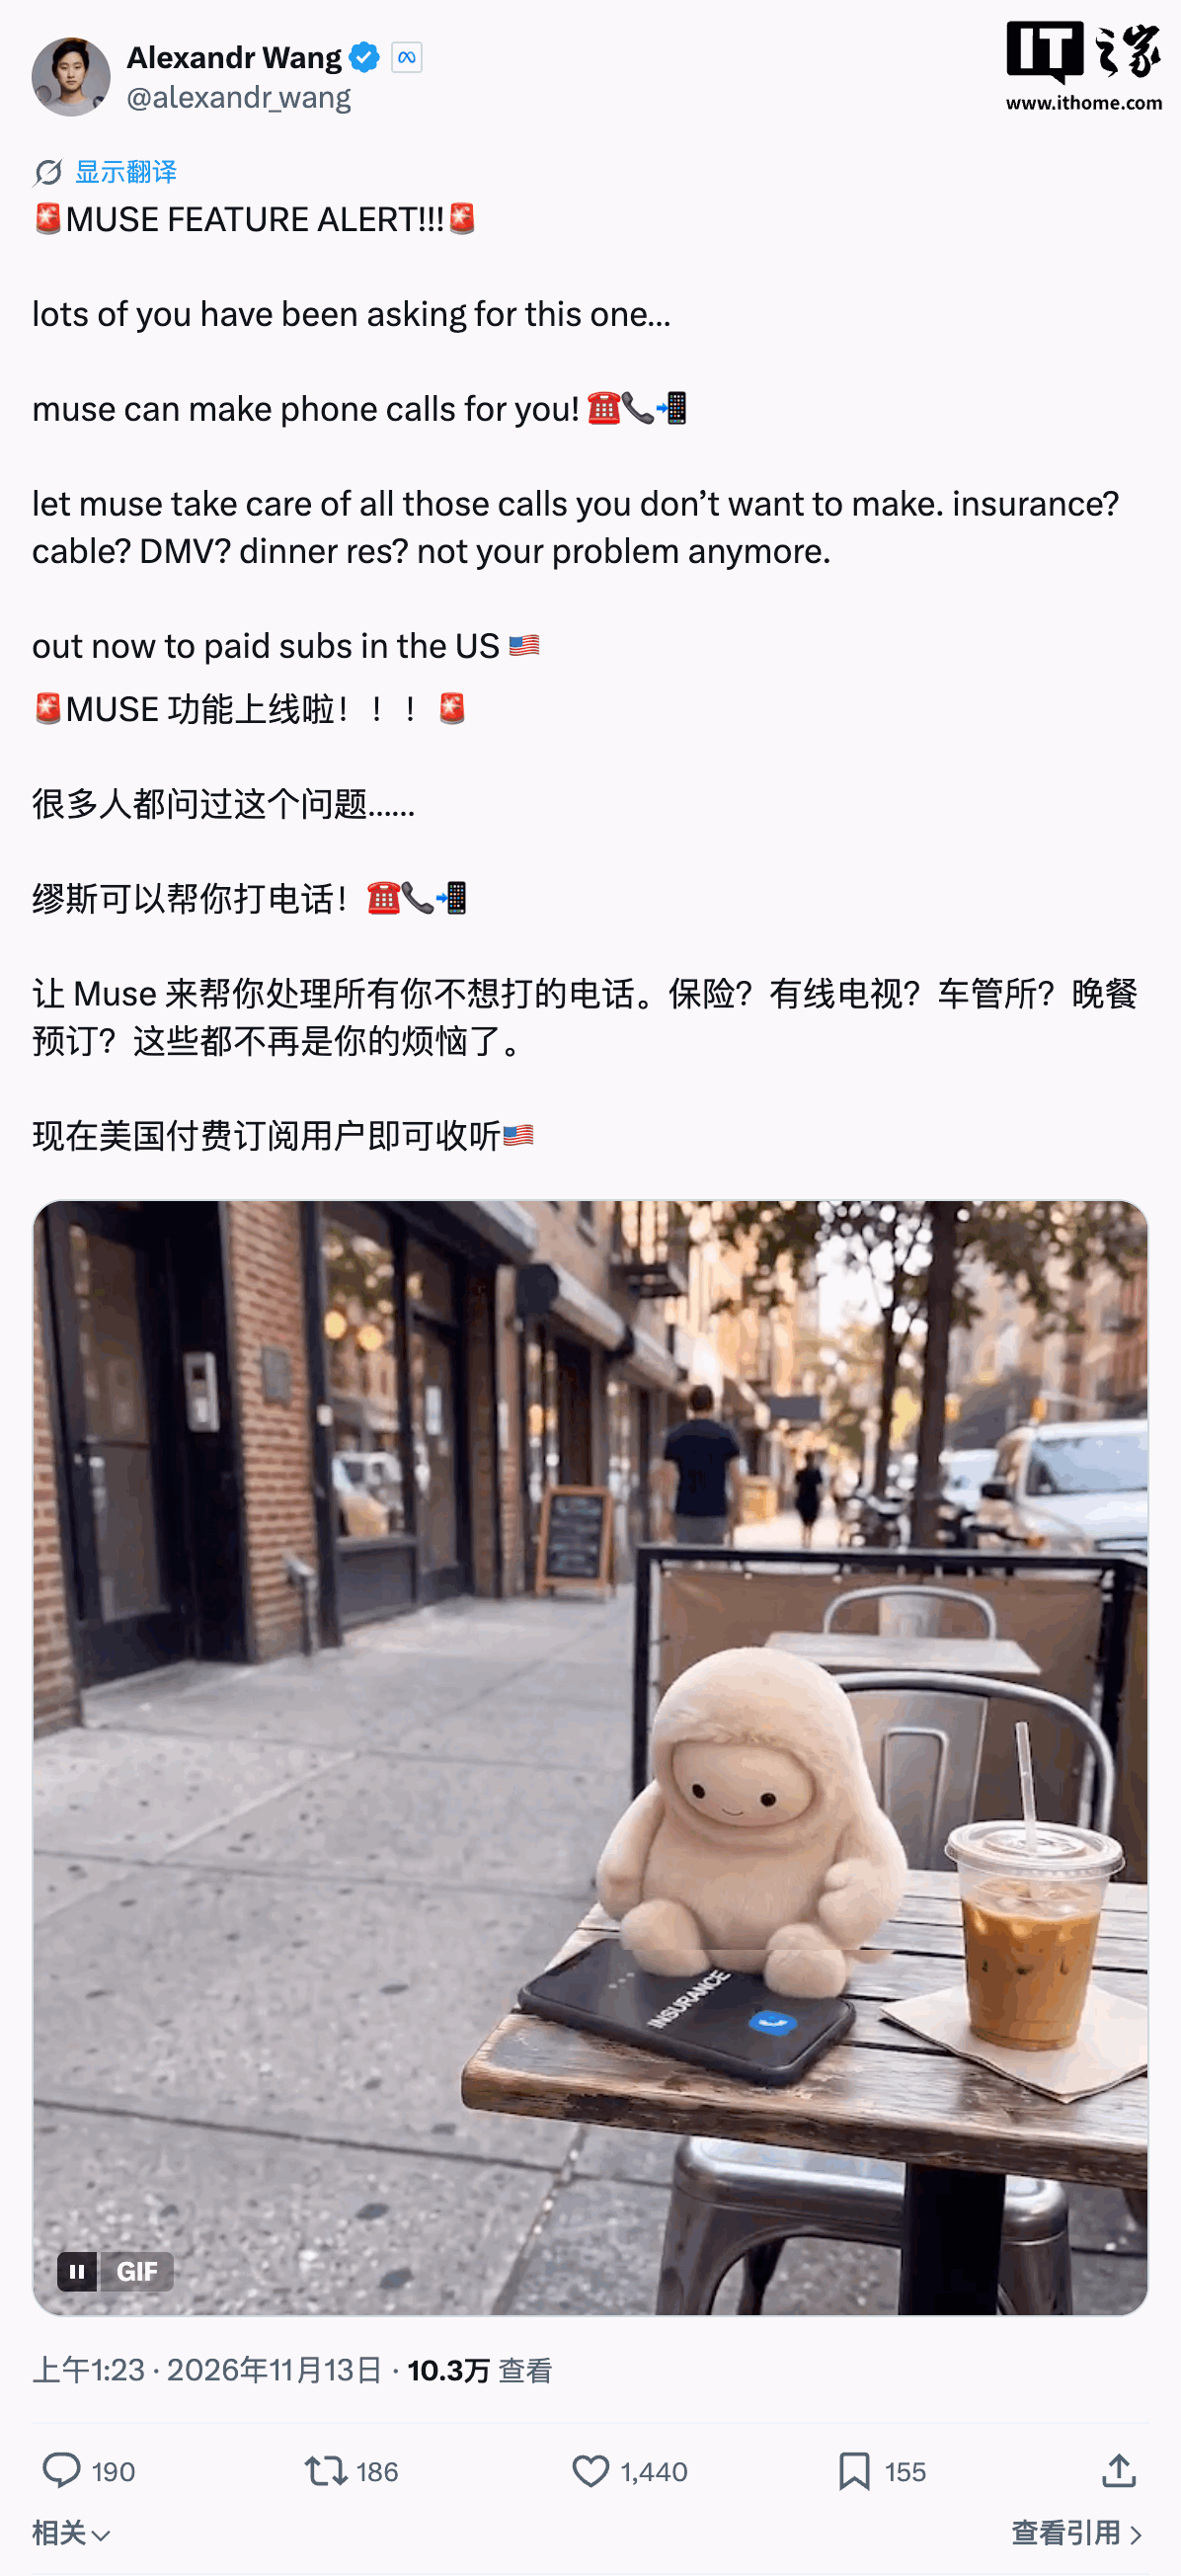 Alexandr Wang
@alexandr_wang
IT之家
www.ithome.com
显示翻译
🚨MUSE FEATURE ALERT!!!🚨
lots of you have been asking for this one...
muse can make phone calls for you! ☎️📞📲
let muse take care of all those calls you don’t want to make. insurance?
cable? DMV? dinner res? not your problem anymore.
out now to paid subs in the US 🇺🇸
🚨MUSE 功能上线啦！！！🚨
很多人都问过这个问题……
缪斯可以帮你打电话！☎️📞📲
让 Muse 来帮你处理所有你不想打的电话。保险？有线电视？车管所？晚餐
预订？这些都不再是你的烦恼了。
现在美国付费订阅用户即可收听🇺🇸
INSURANCE
GIF
上午1:23 · 2026年11月13日 · 10.3万 查看
190 186 1,440 155
相关
查看引用